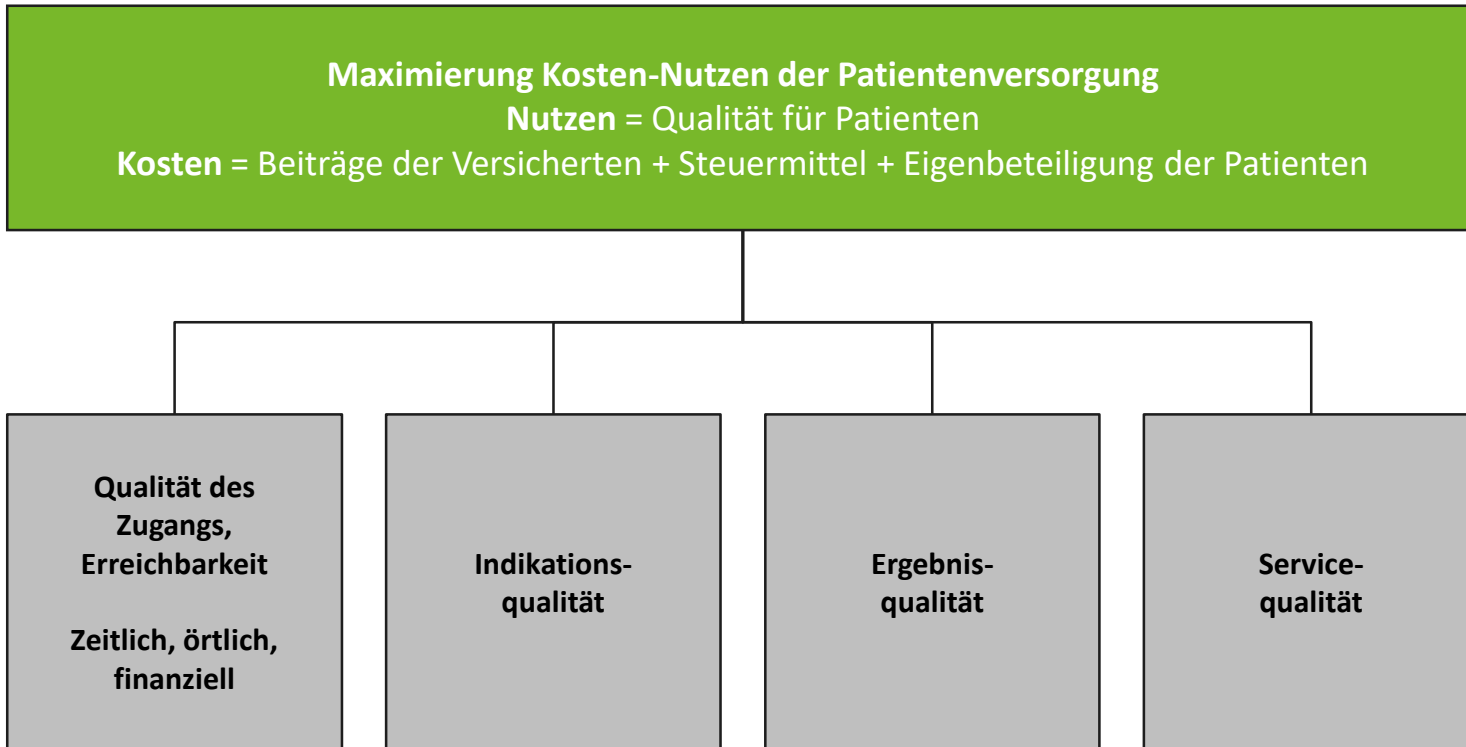 Maximierung Kosten-Nutzen der Patientenversorgung
Nutzen = Qualität für Patienten
Kosten = Beiträge der Versicherten + Steuermittel + Eigenbeteiligung der Patienten
Qualität des
Zugangs,
Erreichbarkeit
Zeitlich, örtlich,
finanziell
Indikations-
qualität
Ergebnis-
qualität
Service-
qualität